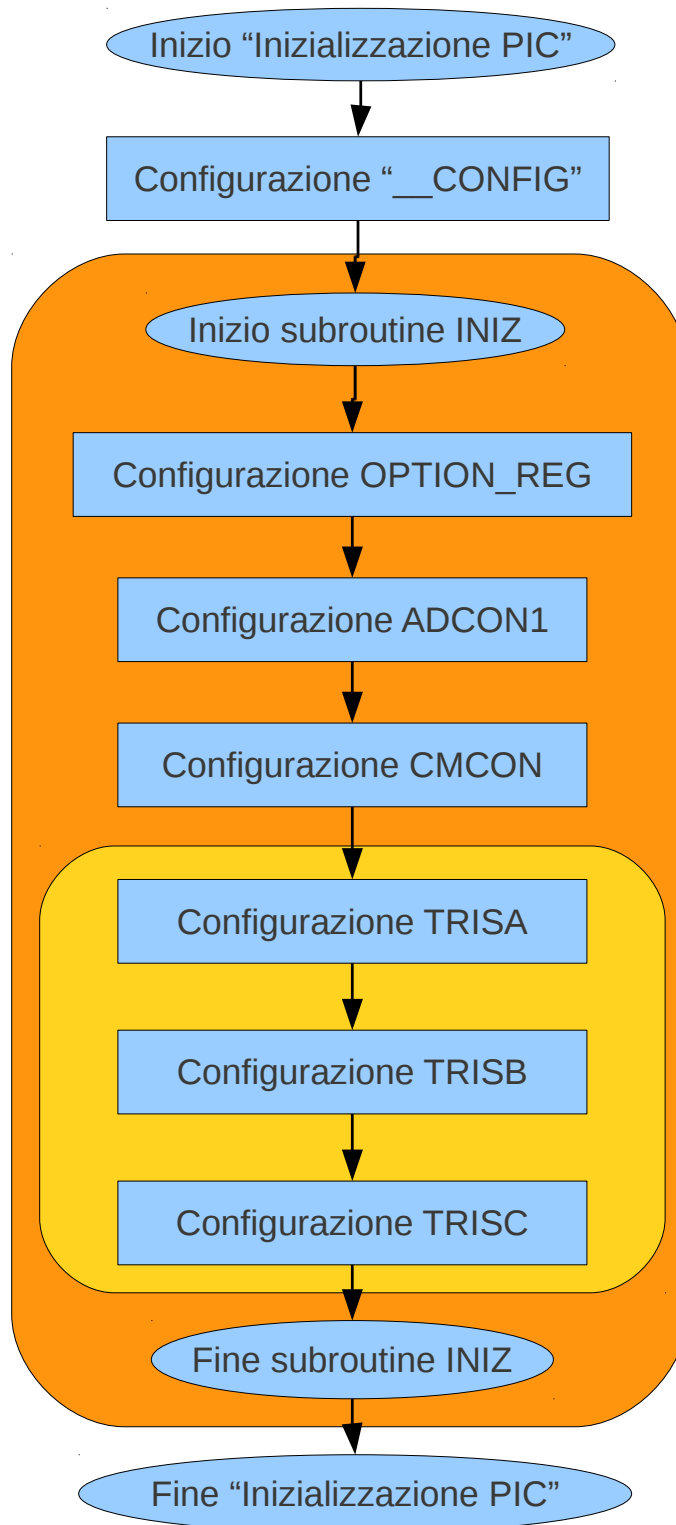 Inizio “Inizializzazione PIC”
Configurazione “__CONFIG”
Inizio subroutine INIZ
Configurazione OPTION_REG
Configurazione ADCON1
Configurazione CMCON
Configurazione TRISA
Configurazione TRISB
Configurazione TRISC
Fine subroutine INIZ
Fine “Inizializzazione PIC”